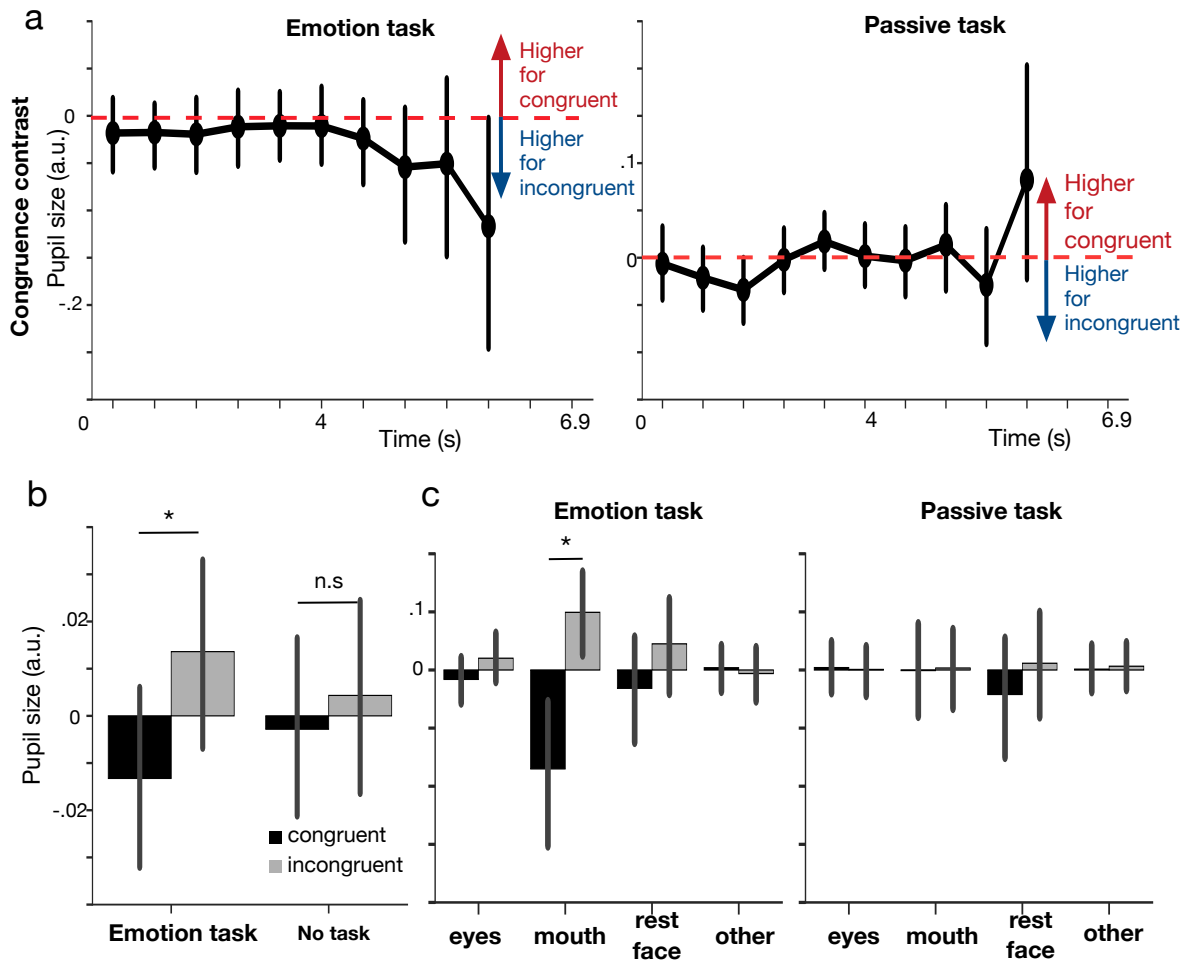 a
Emotion task
Passive task
Congruence contrast
Pupil size (a.u.)
0
-.2
Higher
for
congruent
Higher
for
incongruent
0
4
6.9
Time (s)
.1
0
Higher
for
congruent
Higher
for
incongruent
0
4
6.9
Time (s)
b
Pupil size (a.u.)
.02
0
-.02
*
n.s
congruent
incongruent
Emotion task
No task
c
Emotion task
Passive task
.1
0
*
eyes
mouth
rest
face
other
eyes
mouth
rest
face
other